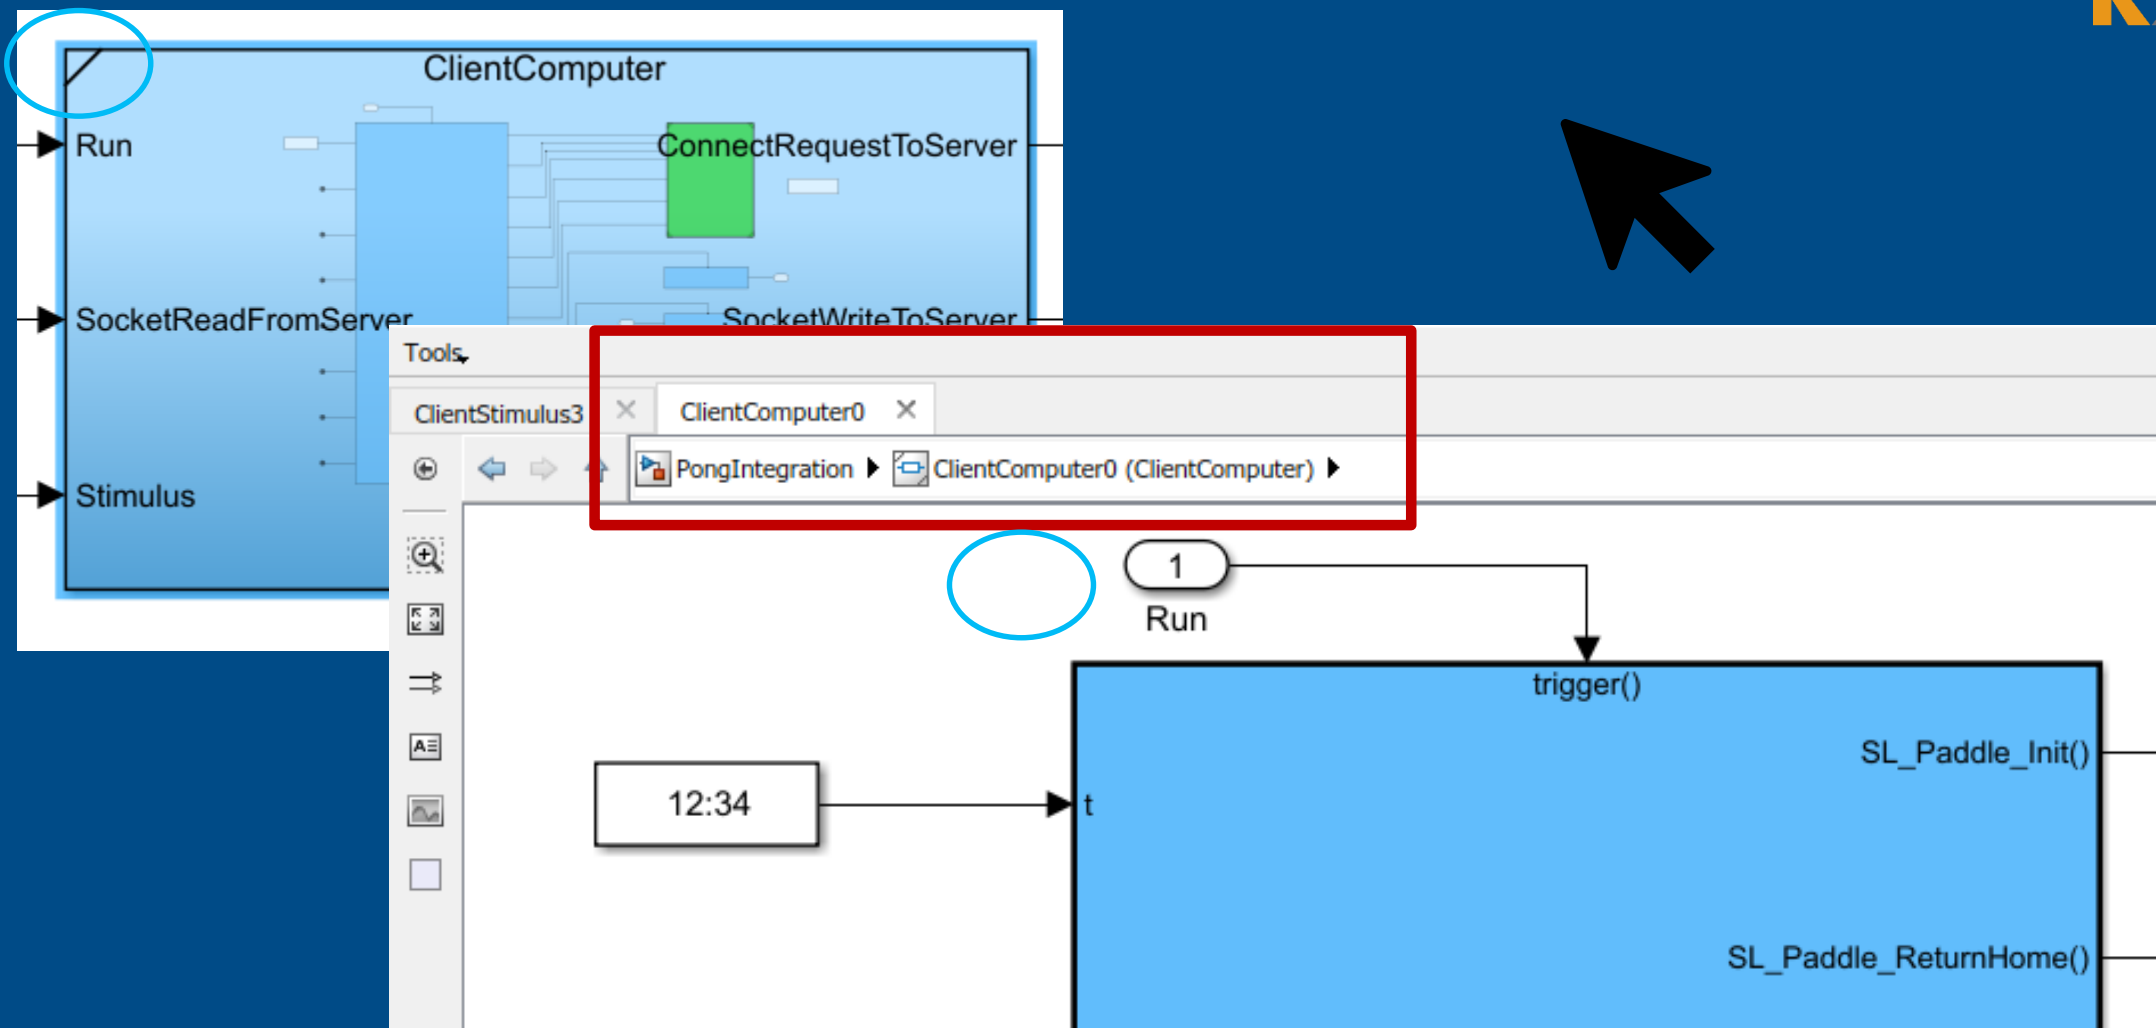 ClientComputer
Run
ConnectRequestToServer
SocketReadFromServer
SocketWriteToServer
Stimulus
Tools
ClientStimulus3
ClientComputer0
PongIntegration
ClientComputer0 (ClientComputer)
1
Run
trigger()
SL_Paddle_Init()
12:34
t
SL_Paddle_ReturnHome()